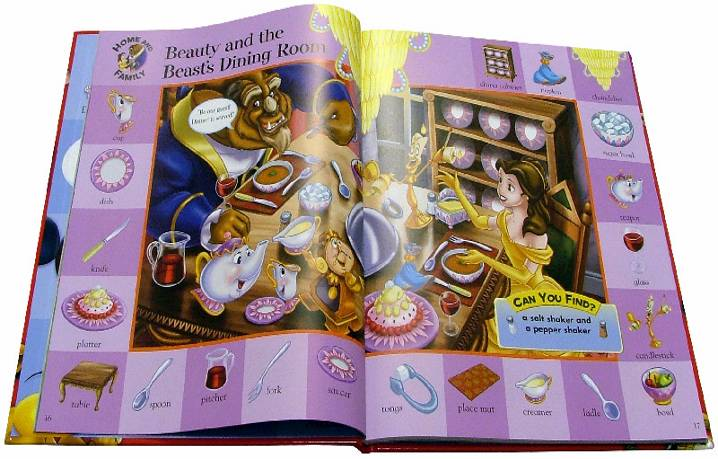 HOME AND
FAMILY
Beauty and the
Beast's Dining Room
"Be our guest!
Dinner is served!"
cup
dish
knife
platter
table
spoon
pitcher
fork
saucer
16
china cabinet
napkin
chandelier
sugar bowl
teapot
glass
candlestick
CAN YOU FIND?
a salt shaker and
a pepper shaker
tongs
place mat
creamer
ladle
bowl
17